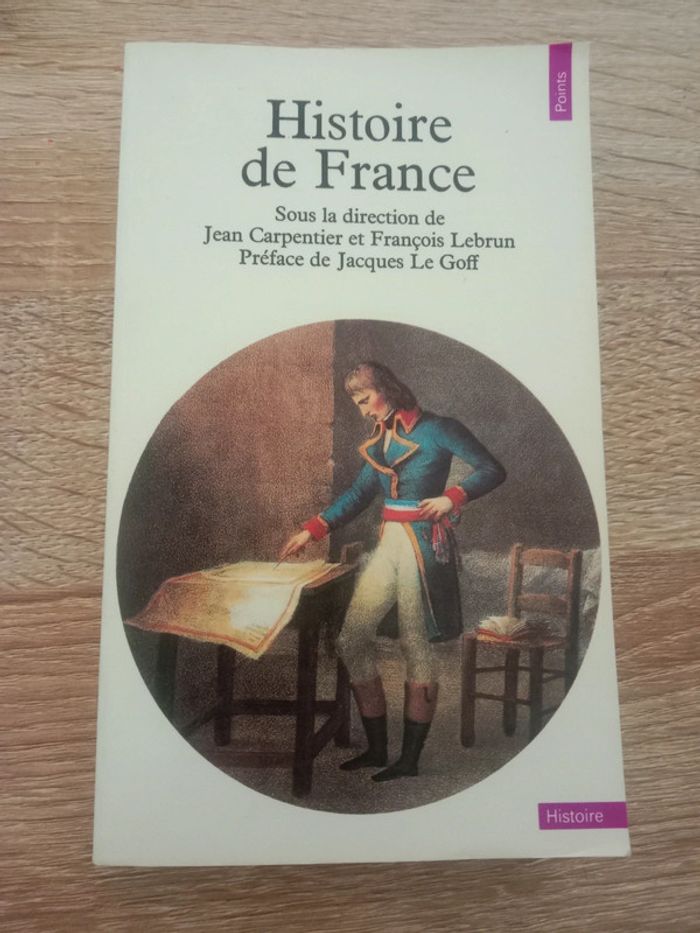 Points
Histoire
de France
Sous la direction de
Jean Carpentier et François Lebrun
Préface de Jacques Le Goff
Histoire